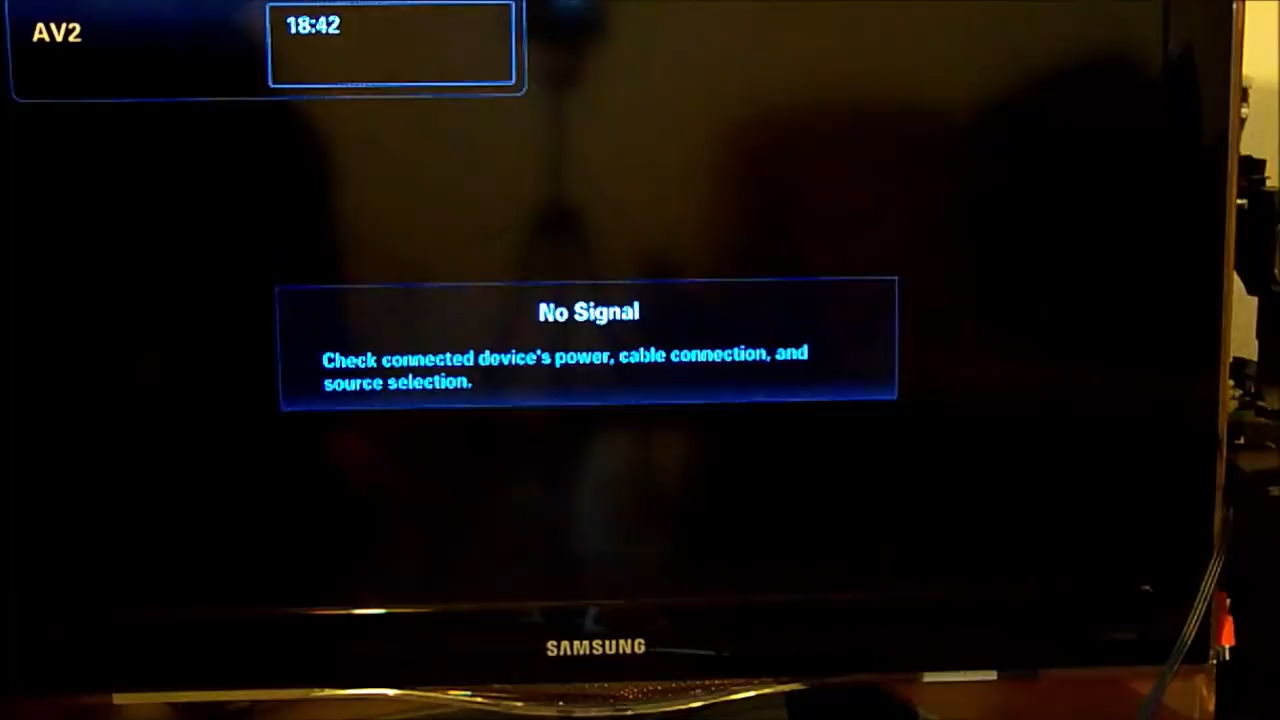 AV2
18:42
No Signal
Check connected device's power, cable connection, and
source selection.
SAMSUNG